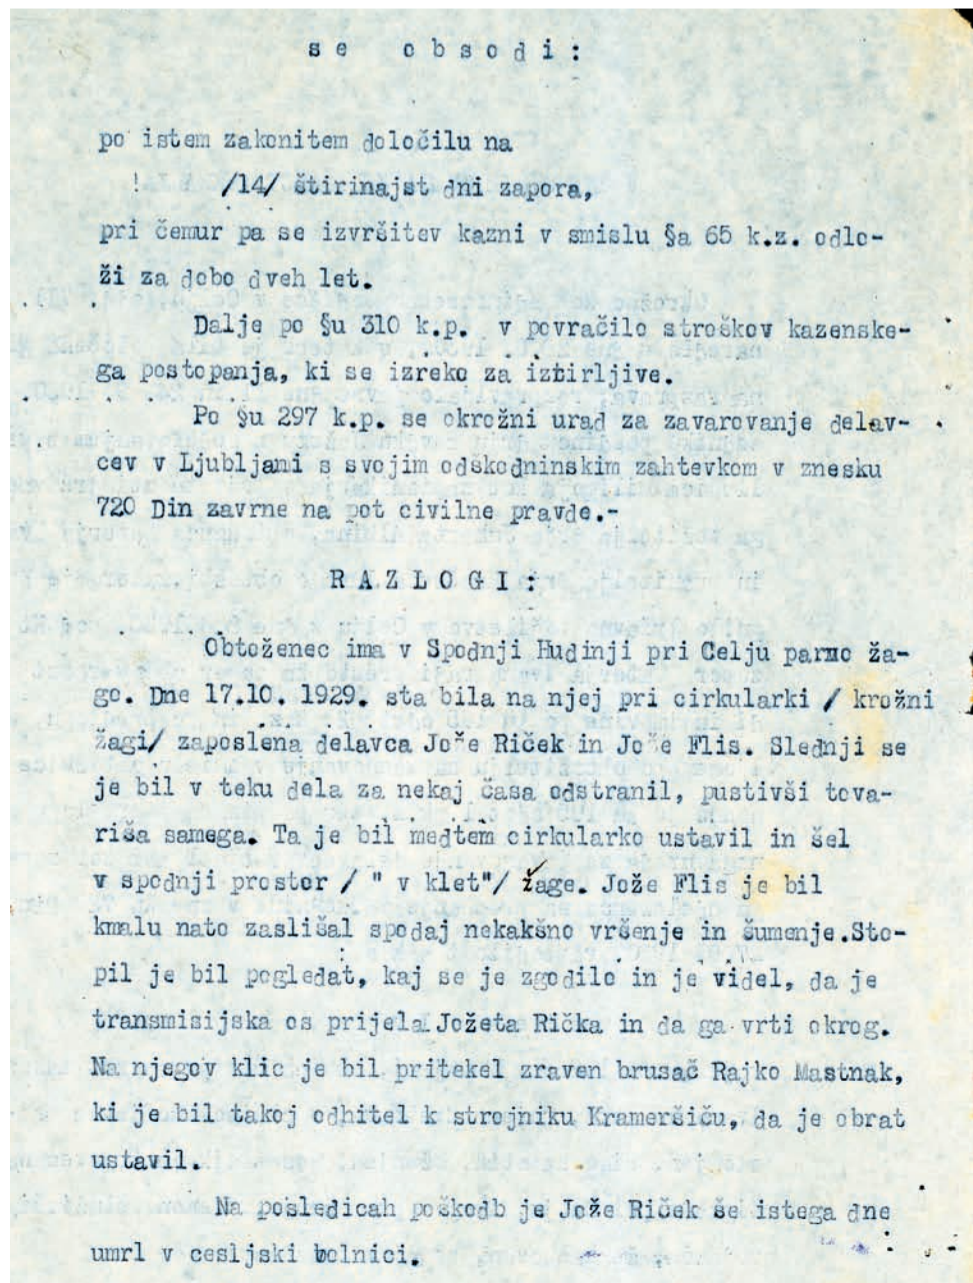 se obsodi:
po istem zakonitem določilu na
! /14/ štirinajst dni zapora,
pri čemur pa se izvršitev kazni v smislu §a 65 k.z. odlo-
ži za dobo dveh let.
Dalje po §u 310 k.p. v povračilo stroškov kazenske-
ga postopanja, ki se izreko za iztirljive.
Po §u 297 k.p. se okrožni urad za zavarovanje delav-
cev v Ljubljani s svojim odškodninskim zahtevkom v znesku
720 Din zavrne na pot civilne pravde.-
RAZLOGI:
Obtoženec ima v Spodnji Hudinji pri Celju parno ža-
go. Dne 17.10. 1929. sta bila na njej pri cirkularki / krožni
žagi/ zaposlena delavca Jože Riček in Jože Flis. Slednji se
je bil v teku dela za nekaj časa odstranil, pustivši tova-
riša samega. Ta je bil medtem cirkularko ustavil in šel
v spodnji prostor / " v klet"/ žage. Jože Flis je bil
kmalu nato zaslišal spodaj nekakšno vršenje in šumenje.Sto-
pil je bil pogledat, kaj se je zgodilo in je videl, da je
transmisijska os prijela Jožeta Rička in da ga vrti okrog.
Na njegov klic je bil pritekel zraven brusač Rajko Mastnak,
ki je bil takoj odhitel k strojniku Krameršiču, da je obrat
ustavil.
Na posledicah poškodb je Jože Riček še istega dne
umrl v cesljski bolnici.